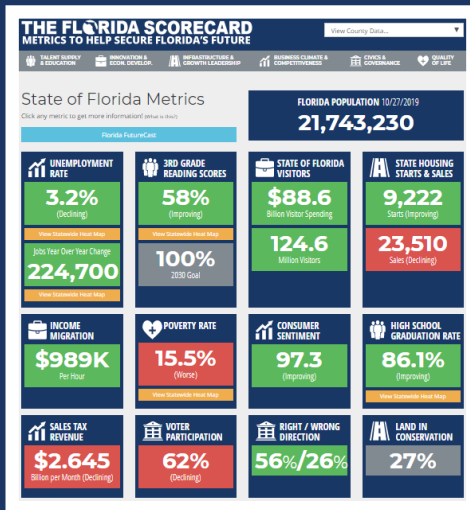 THE FLORIDA SCORECARD
METRICS TO HELP SECURE FLORIDA'S FUTURE
View County Data...
TALENT SUPPLY
& EDUCATION
INNOVATION &
ECON. DEVELOP.
INFRASTRUCTURE &
GROWTH LEADERSHIP
BUSINESS CLIMATE &
COMPETITIVENESS
CIVICS &
GOVERNANCE
QUALITY
OF LIFE
State of Florida Metrics
Click any metric to get more information! (What is this?)
Florida FutureCast
FLORIDA POPULATION 10/27/2019
21,743,230
UNEMPLOYMENT
RATE
3.2%
(Declining)
View Statewide Heat Map
Jobs Year Over Year Change
224,700
View Statewide Heat Map
3RD GRADE
READING SCORES
58%
(Improving)
View Statewide Heat Map
100%
2030 Goal
STATE OF FLORIDA
VISITORS
$88.6
Billion Visitor Spending
124.6
Million Visitors
STATE HOUSING
STARTS & SALES
9,222
Starts (Improving)
23,510
Sales (Declining)
INCOME
MIGRATION
$989K
Per Hour
POVERTY RATE
15.5%
(Worse)
View Statewide Heat Map
CONSUMER
SENTIMENT
97.3
(Improving)
HIGH SCHOOL
GRADUATION RATE
86.1%
(Improving)
View Statewide Heat Map
SALES TAX
REVENUE
$2.645
Billion per Month (Declining)
VOTER
PARTICIPATION
62%
(Declining)
RIGHT / WRONG
DIRECTION
56%/26%
LAND IN
CONSERVATION
27%